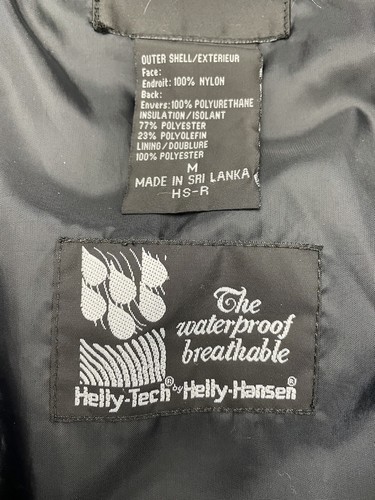 OUTER SHELL/EXTERIEUR
Face:
Endroit: 100% NYLON
Back:
Envers: 100% POLYURETHANE
INSULATION/ISOLANT
77% POLYESTER
23% POLYOLEFIN
LINING/DOUBLURE
100% POLYESTER
M
MADE IN SRI LANKA
HS-R
The
waterproof
breathable
Helly-Tech® by Helly-Hansen®